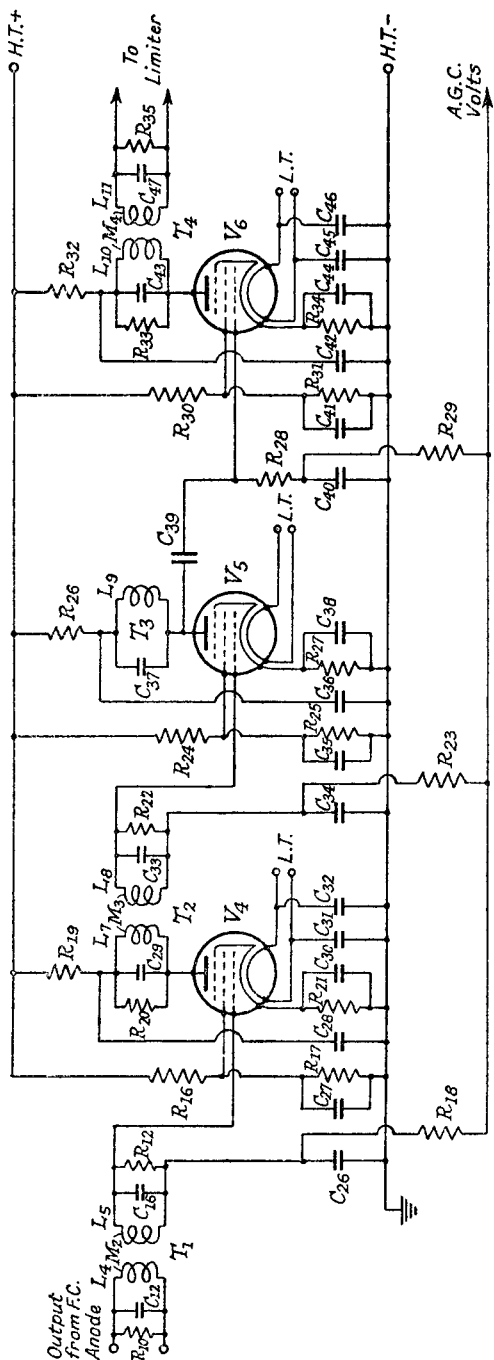 H.T.+
To
Limiter
R35
C47
L11
M4
L10
T4
R32
C43
R33
V6
L.T.
C46
C45
C44
R34
C42
R31
C41
R30
R28
C40
R29
H.T.-
A.G.C.
Volts
C39
R26
L9
T3
C37
V5
L.T.
C38
R27
C36
R25
C35
R24
R22
C33
L8
M3
L7
T2
C34
R23
R19
C29
R20
V4
L.T.
C32
C31
C30
R21
C28
R17
C27
R16
R12
C16
L5
M2
L4
T1
C26
R18
Output
from F.C.
Anode
C12
R10